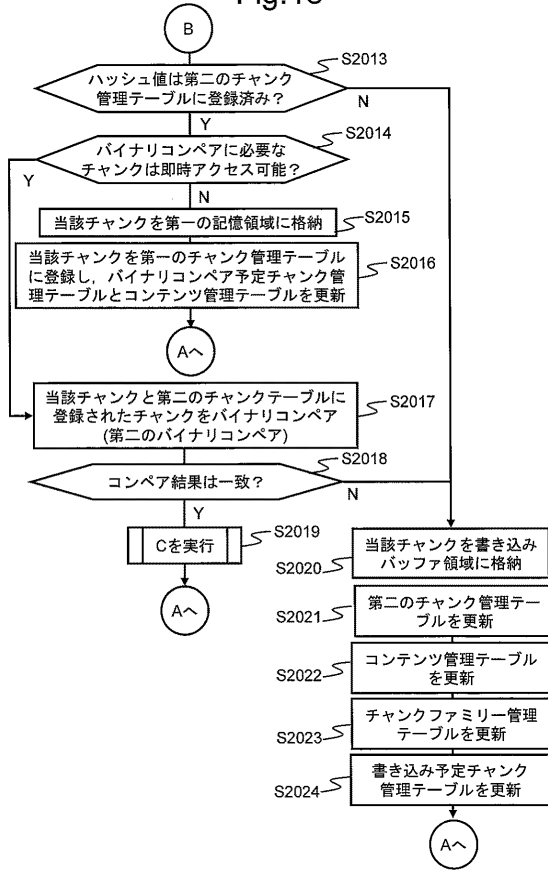 B
S2013
ハッシュ値は第二のチャンク
管理テーブルに登録済み？
N
Y
S2014
バイナリコンペアに必要な
チャンクは即時アクセス可能？
Y
N
当該チャンクを第一の記憶領域に格納
S2015
当該チャンクを第一のチャンク管理テーブル
に登録し，バイナリコンペア予定チャンク管
理テーブルとコンテンツ管理テーブルを更新
S2016
Aへ
当該チャンクと第二のチャンクテーブルに
登録されたチャンクをバイナリコンペア
(第二のバイナリコンペア)
S2017
S2018
コンペア結果は一致？
N
Y
Cを実行
S2019
Aへ
当該チャンクを書き込み
バッファ領域に格納
S2020
第二のチャンク管理テー
ブルを更新
S2021
コンテンツ管理テーブル
を更新
S2022
チャンクファミリー管理
テーブルを更新
S2023
書き込み予定チャンク
管理テーブルを更新
S2024
Aへ